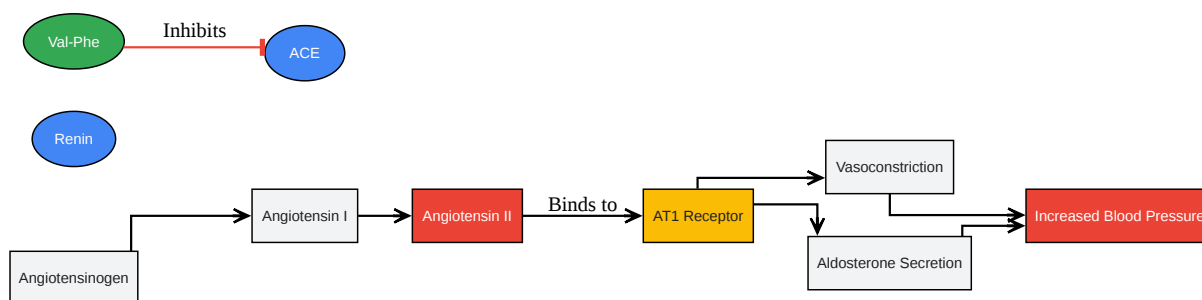 Inhibits
Val-Phe
ACE
Renin
Vasoconstriction
Binds to
Angiotensin I
Angiotensin II
AT1 Receptor
Increased Blood Pressure
Aldosterone Secretion
Angiotensinogen